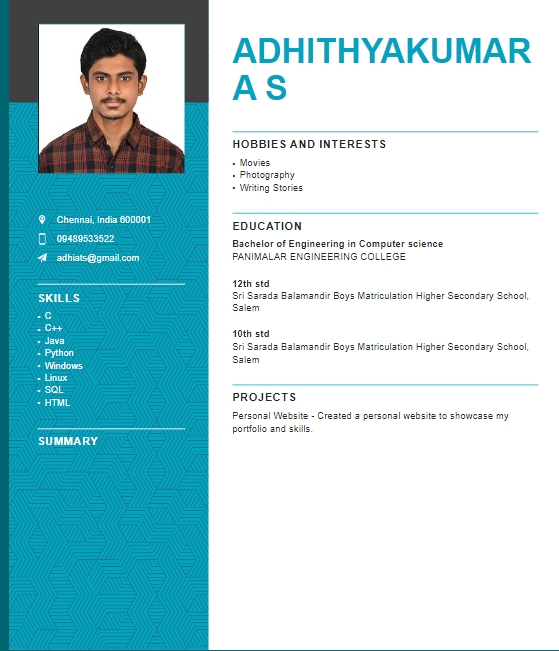 ADHITHYAKUMAR
A S
Chennai, India 600001
09489533522
adhiats@gmail.com
SKILLS
C
C++
Java
Python
Windows
Linux
SQL
HTML
SUMMARY
HOBBIES AND INTERESTS
Movies
Photography
Writing Stories
EDUCATION
Bachelor of Engineering in Computer science
PANIMALAR ENGINEERING COLLEGE
12th std
Sri Sarada Balamandir Boys Matriculation Higher Secondary School,
Salem
10th std
Sri Sarada Balamandir Boys Matriculation Higher Secondary School,
Salem
PROJECTS
Personal Website - Created a personal website to showcase my
portfolio and skills.